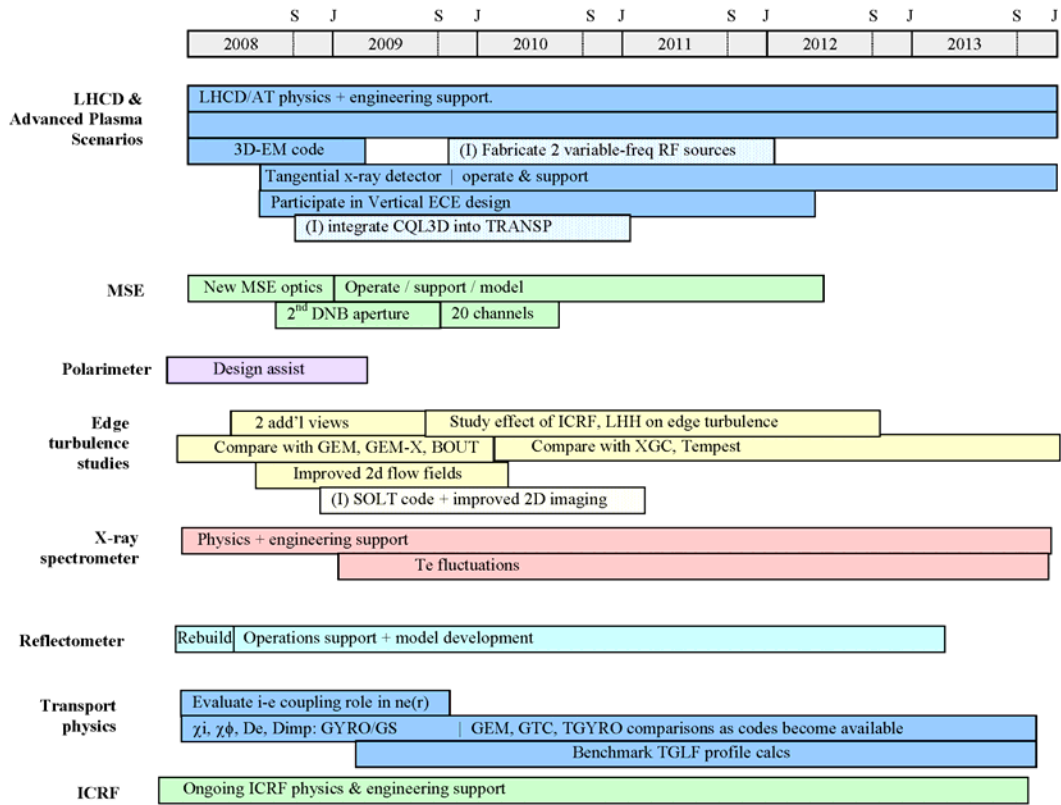 S J S J S J S J S J S J
2008 2009 2010 2011 2012 2013
LHCD &
Advanced Plasma
Scenarios
LHCD/AT physics + engineering support.
3D-EM code
(I) Fabricate 2 variable-freq RF sources
Tangential x-ray detector | operate & support
Participate in Vertical ECE design
(I) integrate CQL3D into TRANSP
MSE
New MSE optics
Operate / support / model
2nd DNB aperture
20 channels
Polarimeter
Design assist
Edge
turbulence
studies
2 add'l views
Study effect of ICRF, LHH on edge turbulence
Compare with GEM, GEM-X, BOUT
Compare with XGC, Tempest
Improved 2d flow fields
(I) SOLT code + improved 2D imaging
X-ray
spectrometer
Physics + engineering support
Te fluctuations
Reflectometer
Rebuild
Operations support + model development
Transport
physics
Evaluate i-e coupling role in ne(r)
χi, χϕ, De, Dimp: GYRO/GS | GEM, GTC, TGYRO comparisons as codes become available
Benchmark TGLF profile calcs
ICRF
Ongoing ICRF physics & engineering support